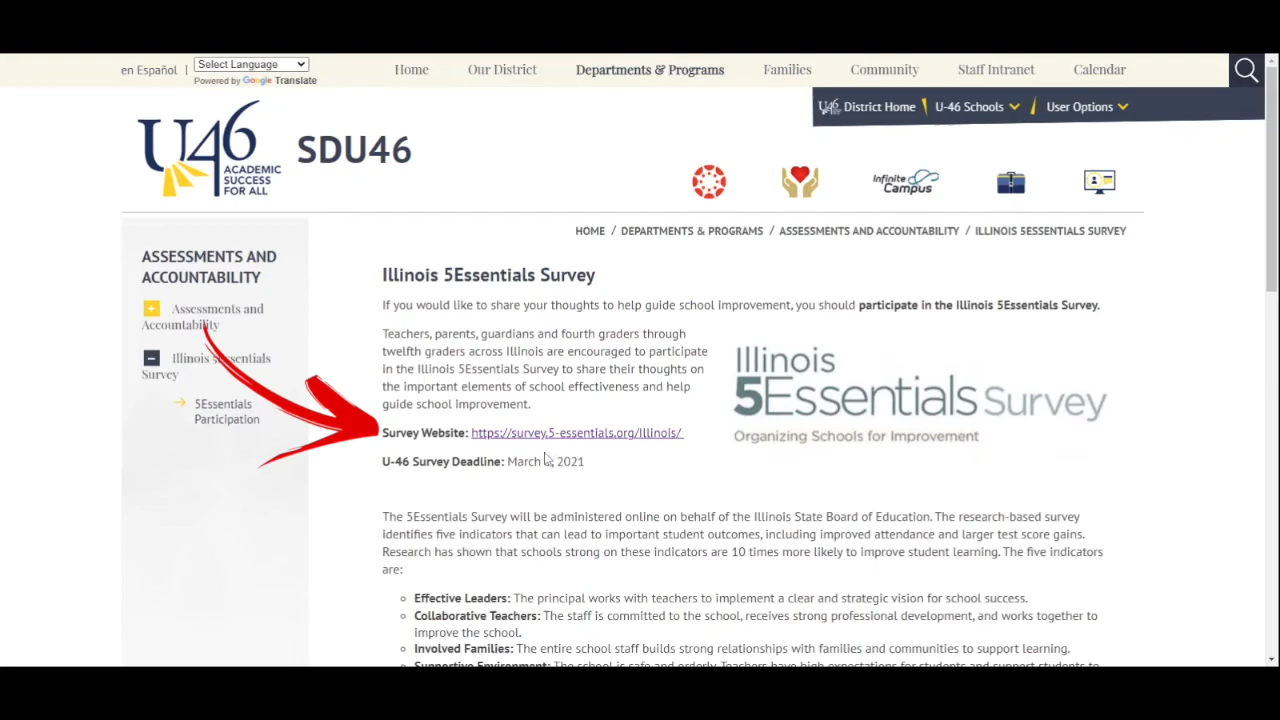 en Español | Select Language
Powered by Google Translate
Home Our District Departments & Programs Families Community Staff Intranet Calendar
U46 District Home U-46 Schools User Options
U46
ACADEMIC
SUCCESS
FOR ALL
SDU46
Infinite
Campus
HOME / DEPARTMENTS & PROGRAMS / ASSESSMENTS AND ACCOUNTABILITY / ILLINOIS 5ESSENTIALS SURVEY
ASSESSMENTS AND
ACCOUNTABILITY
Assessments and
Accountability
Illinois 5Essentials
Survey
5Essentials
Participation
Illinois 5Essentials Survey
If you would like to share your thoughts to help guide school improvement, you should participate in the Illinois 5Essentials Survey.
Teachers, parents, guardians and fourth graders through
twelfth graders across Illinois are encouraged to participate
in the Illinois 5Essentials Survey to share their thoughts on
the important elements of school effectiveness and help
guide school improvement.
Illinois
5Essentials Survey
Organizing Schools for Improvement
Survey Website: https://survey.5-essentials.org/Illinois/
U-46 Survey Deadline: March 2021
The 5Essentials Survey will be administered online on behalf of the Illinois State Board of Education. The research-based survey
identifies five indicators that can lead to important student outcomes, including improved attendance and larger test score gains.
Research has shown that schools strong on these indicators are 10 times more likely to improve student learning. The five indicators
are:
Effective Leaders: The principal works with teachers to implement a clear and strategic vision for school success.
Collaborative Teachers: The staff is committed to the school, receives strong professional development, and works together to
improve the school.
Involved Families: The entire school staff builds strong relationships with families and communities to support learning.
Supportive Environment: The school is safe and orderly. Teachers have high expectations for students and support students to